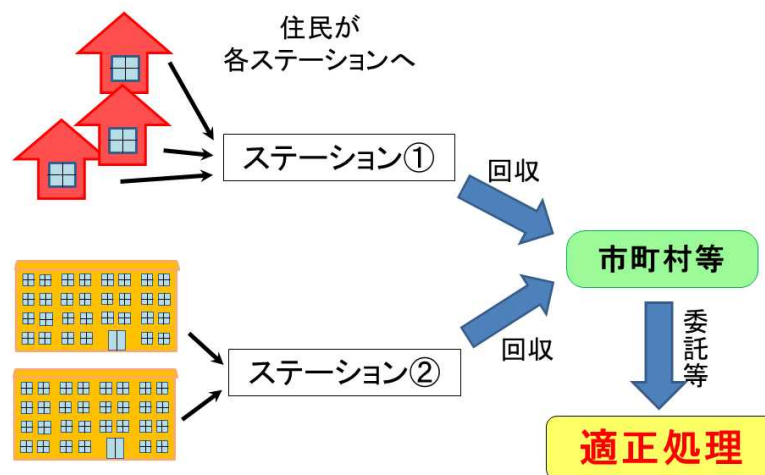 住民が
各ステーションへ
ステーション①
回収
市町村等
ステーション②
回収
委託等
適正処理